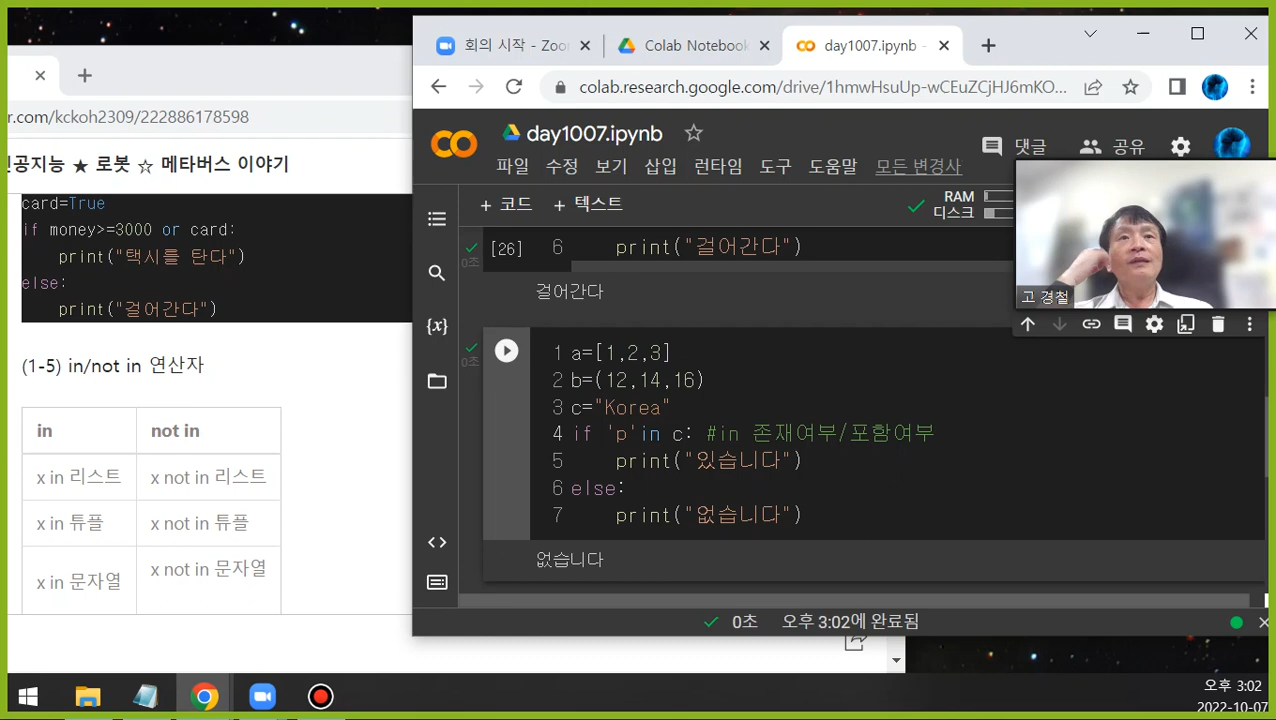 회의 시작 - Zoo
Colab Notebook
day1007.ipynb -
colab.research.google.com/drive/1hmwHsuUp-wCEuZCjHJ6mKO...
r.com/kckoh2309/222886178598
인공지능 ★ 로봇 ☆ 메타버스 이야기
card=True
if money>=3000 or card:
print("택시를 탄다")
else:
print("걸어간다")
(1-5) in/not in 연산자
in not in
x in 리스트 x not in 리스트
x in 튜플 x not in 튜플
x in 문자열 x not in 문자열
day1007.ipynb
댓글 공유
파일 수정 보기 삽입 런타임 도구 도움말 모든 변경사
+ 코드 + 텍스트
RAM
디스크
0초 [26] 6 print("걸어간다")
걸어간다
고 경철
0초
1 a=[1,2,3]
2 b=(12,14,16)
3 c="Korea"
4 if 'p'in c: #in 존재여부/포함여부
5 print("있습니다")
6 else:
7 print("없습니다")
없습니다
0초 오후 3:02에 완료됨
오후 3:02
2022-10-07